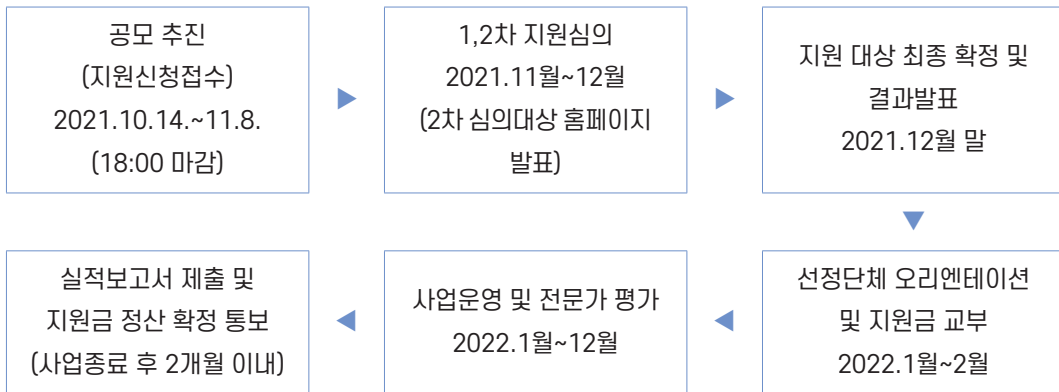 공모 추진
(지원신청접수)
2021.10.14.~11.8.
(18:00 마감)
1,2차 지원심의
2021.11월~12월
(2차 심의대상 홈페이지
발표)
지원 대상 최종 확정 및
결과발표
2021.12월 말
선정단체 오리엔테이션
및 지원금 교부
2022.1월~2월
사업운영 및 전문가 평가
2022.1월~12월
실적보고서 제출 및
지원금 정산 확정 통보
(사업종료 후 2개월 이내)